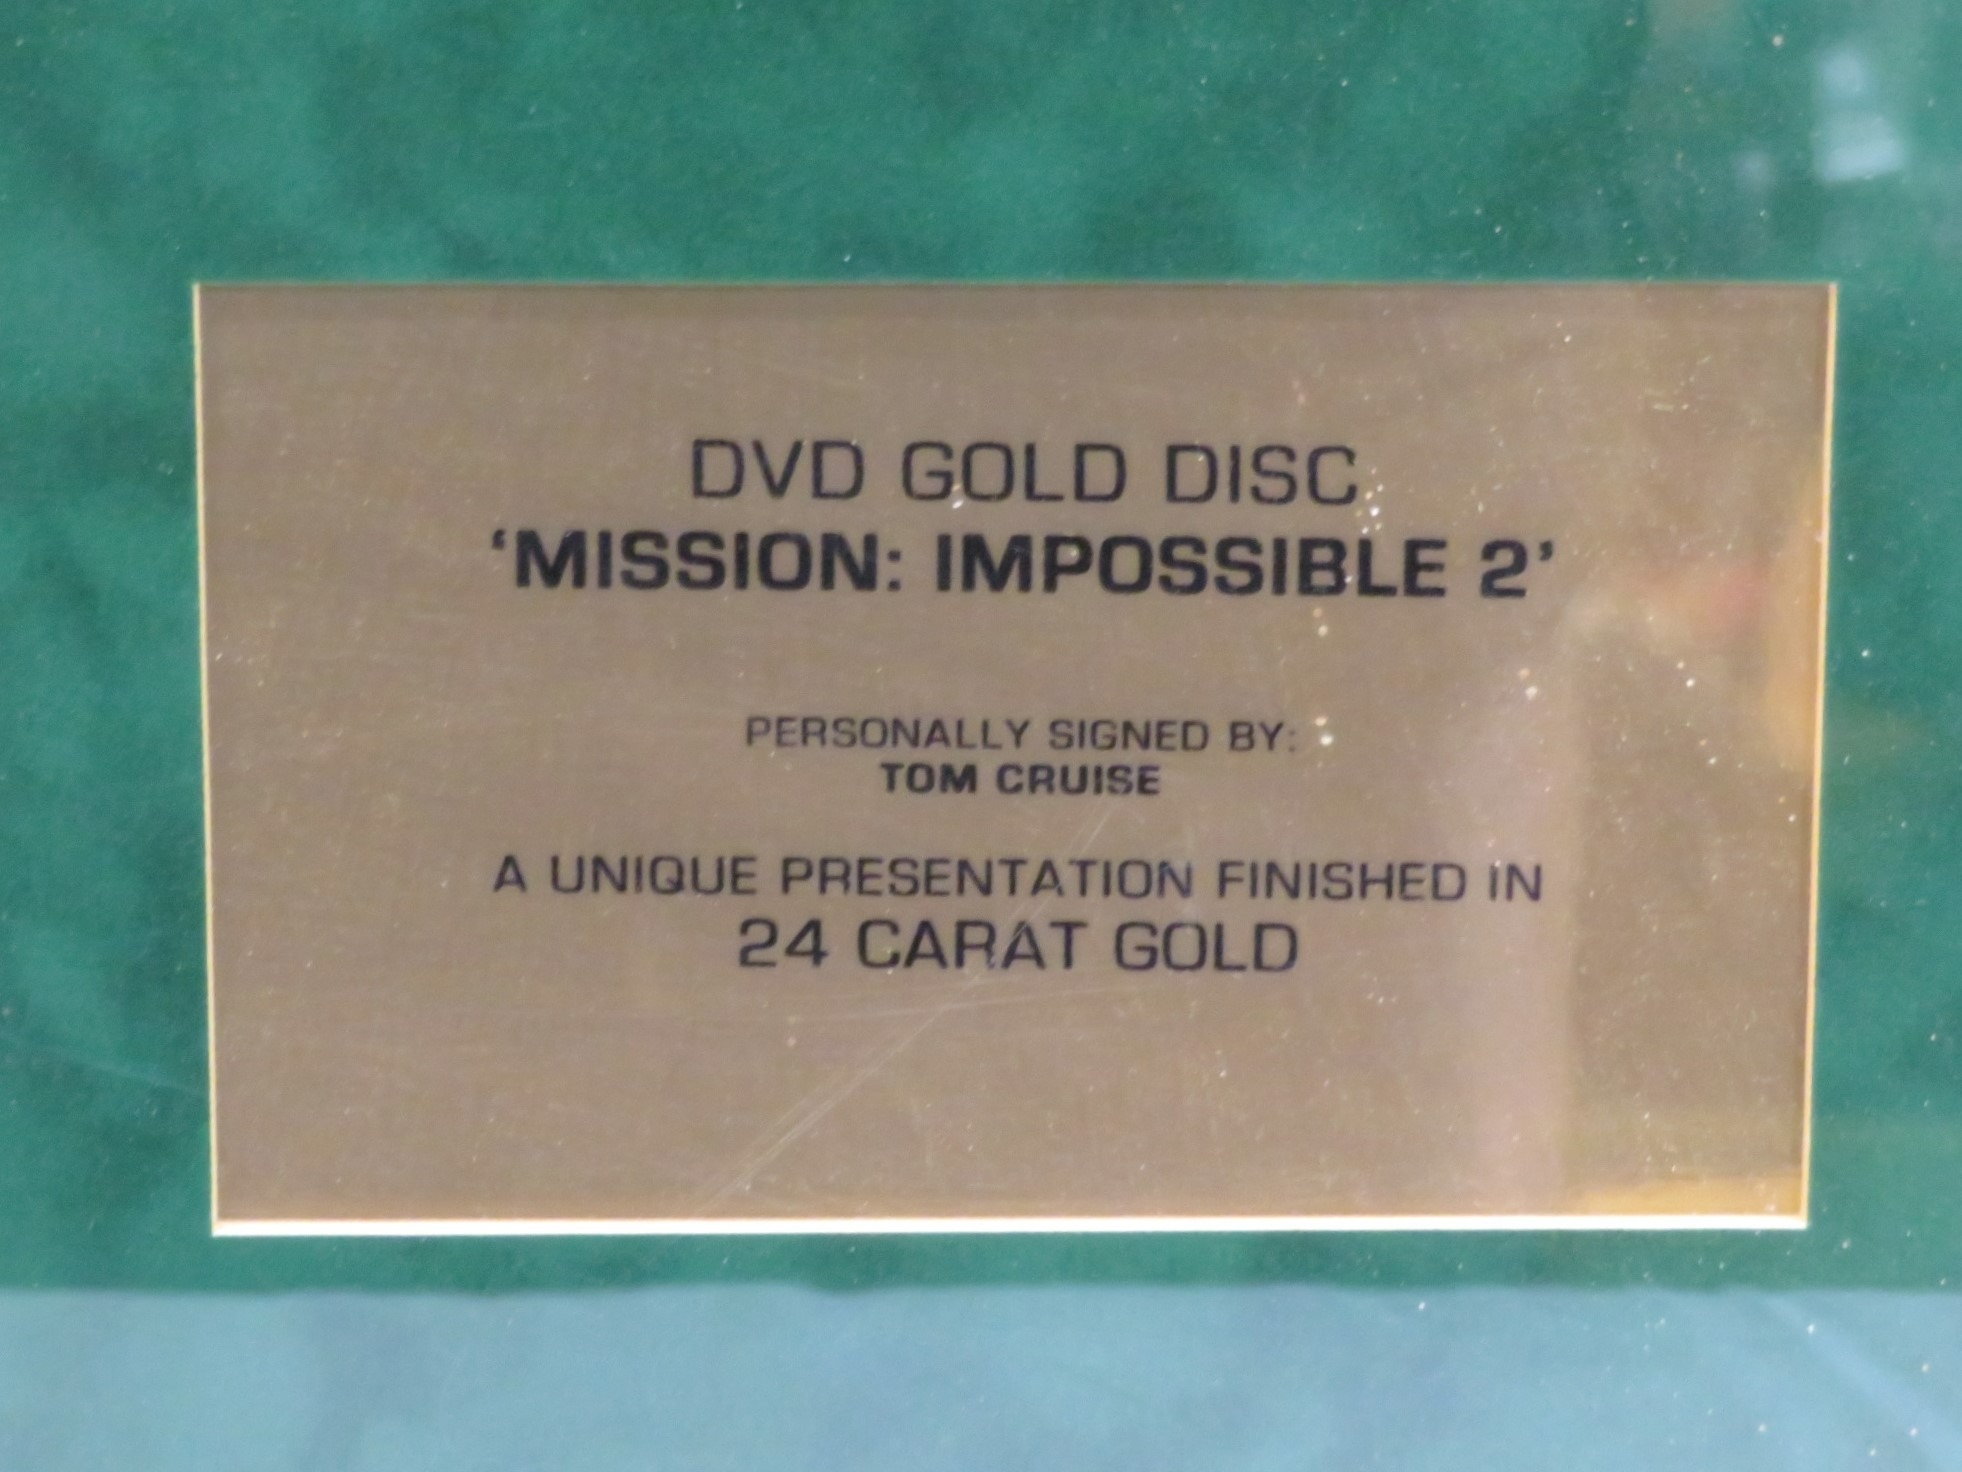 DVD GOLD DISC
‘MISSION: IMPOSSIBLE 2’
PERSONALLY SIGNED BY:
TOM CRUISE
A UNIQUE PRESENTATION FINISHED IN
24 CARAT GOLD